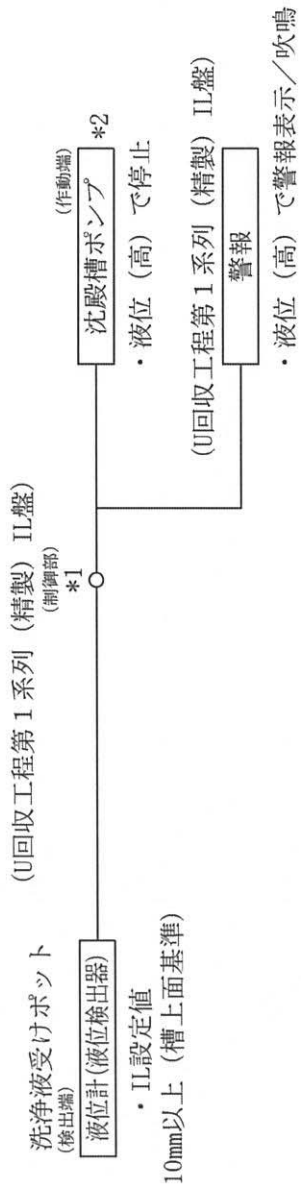 (U回収工程第1系列 (精製) IL盤)
洗浄液受けポット
(検出端)
液位計(液位検出器)
・IL設定値
10mm以上 (槽上面基準)
(制御部)
*1
(作動端)
沈殿槽ポンプ *2
・液位 (高) で停止
(U回収工程第1系列 (精製) IL盤)
警報
・液位 (高) で警報表示/吹鳴